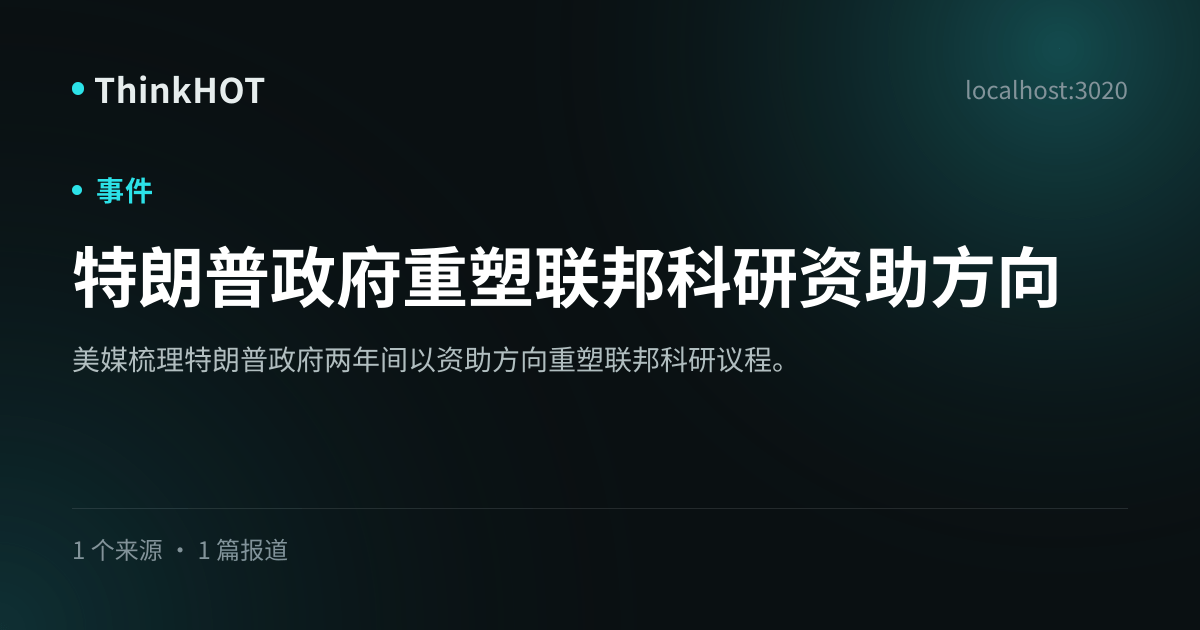 ThinkHOT
localhost:3020
事件
特朗普政府重塑联邦科研资助方向
美媒梳理特朗普政府两年间以资助方向重塑联邦科研议程。
1 个来源 · 1 篇报道